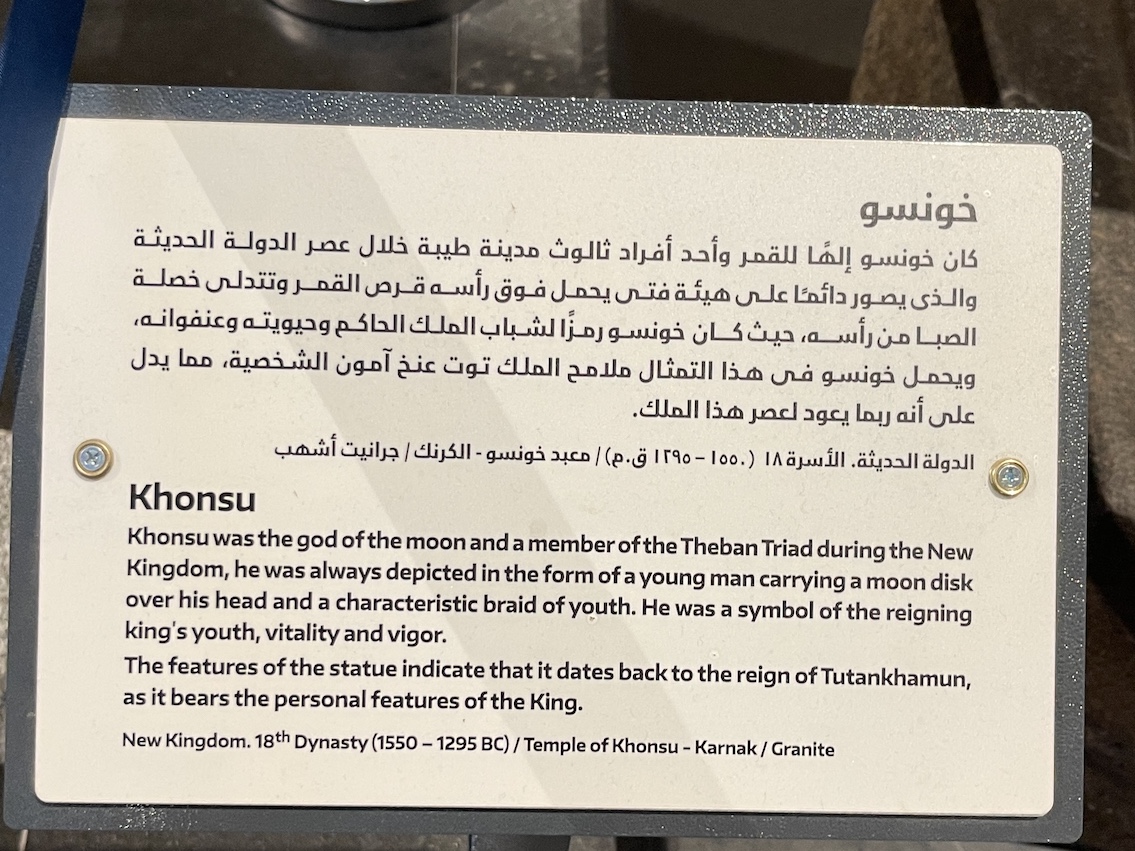 خونسو
كان خونسو إلهًا للقمر وأحد أفراد ثالوث مدينة طيبة خلال عصر الدولة الحديثة
والذى يصور دائمًا على هيئة فتى يحمل فوق رأسه قرص القمر وتتدلى خصلة
الصبا من رأسه، حيث كان خونسو رمزًا لشباب الملك الحاكم وحيويته وعنفوانه،
ويحمل خونسو فى هذا التمثال ملامح الملك توت عنخ آمون الشخصية، مما يدل
على أنه ربما يعود لعصر هذا الملك.
الدولة الحديثة. الأسرة ١٨ (١٥٥٠ – ١٢٩٥ ق.م) / معبد خونسو - الكرنك / جرانيت أشهب
Khonsu
Khonsu was the god of the moon and a member of the Theban Triad during the New
Kingdom, he was always depicted in the form of a young man carrying a moon disk
over his head and a characteristic braid of youth. He was a symbol of the reigning
king's youth, vitality and vigor.
The features of the statue indicate that it dates back to the reign of Tutankhamun,
as it bears the personal features of the King.
New Kingdom. 18th Dynasty (1550 – 1295 BC) / Temple of Khonsu - Karnak / Granite